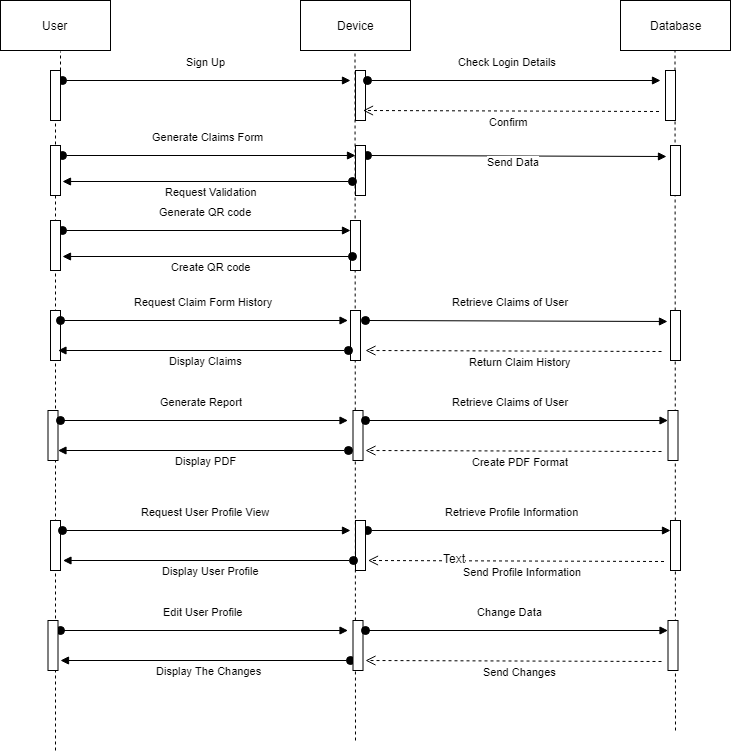 User
Device
Database
Sign Up
Check Login Details
Confirm
Generate Claims Form
Send Data
Request Validation
Generate QR code
Create QR code
Request Claim Form History
Retrieve Claims of User
Display Claims
Return Claim History
Generate Report
Retrieve Claims of User
Display PDF
Create PDF Format
Request User Profile View
Retrieve Profile Information
Text
Display User Profile
Send Profile Information
Edit User Profile
Change Data
Display The Changes
Send Changes